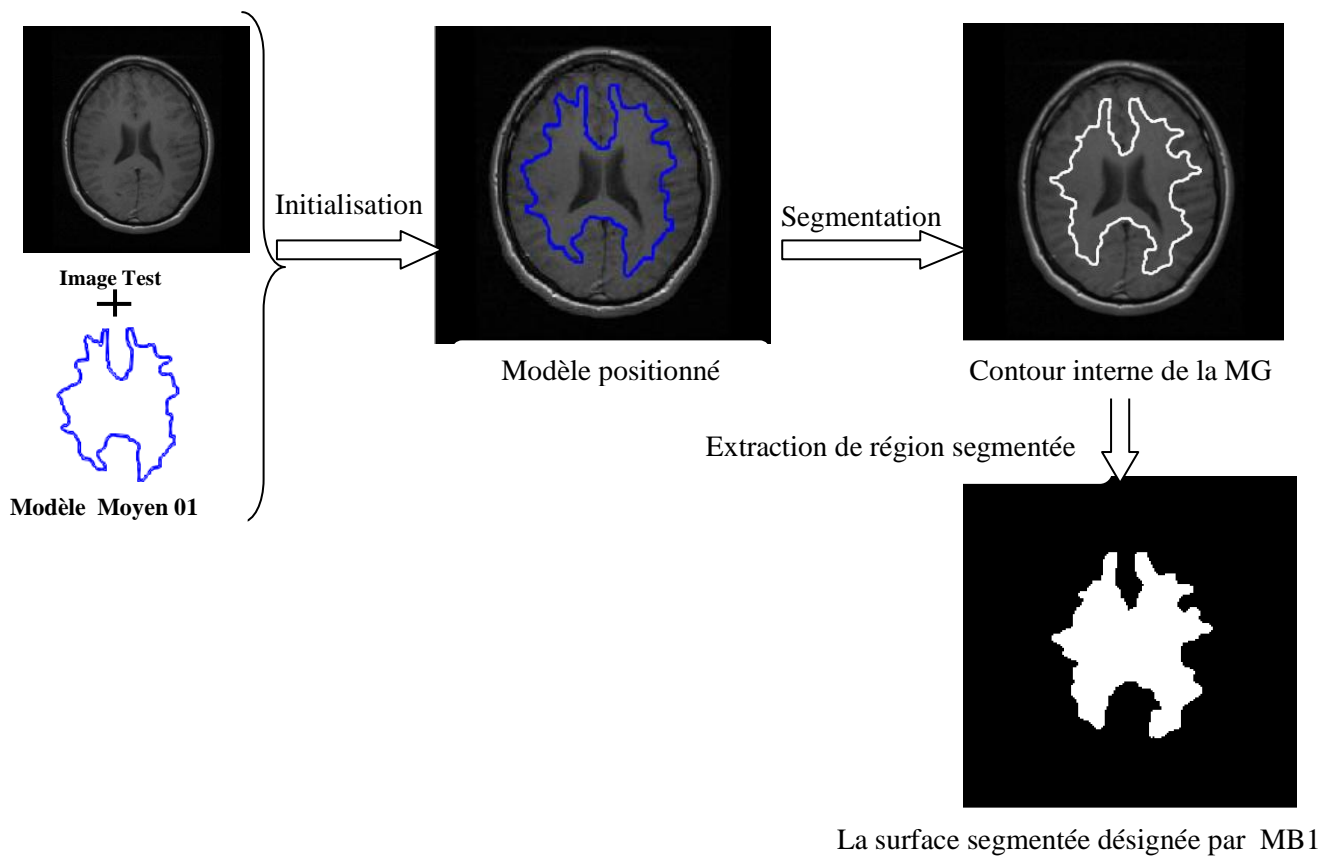 Image Test
+
Modèle Moyen 01
Initialisation
Modèle positionné
Segmentation
Contour interne de la MG
Extraction de région segmentée
La surface segmentée désignée par MB1